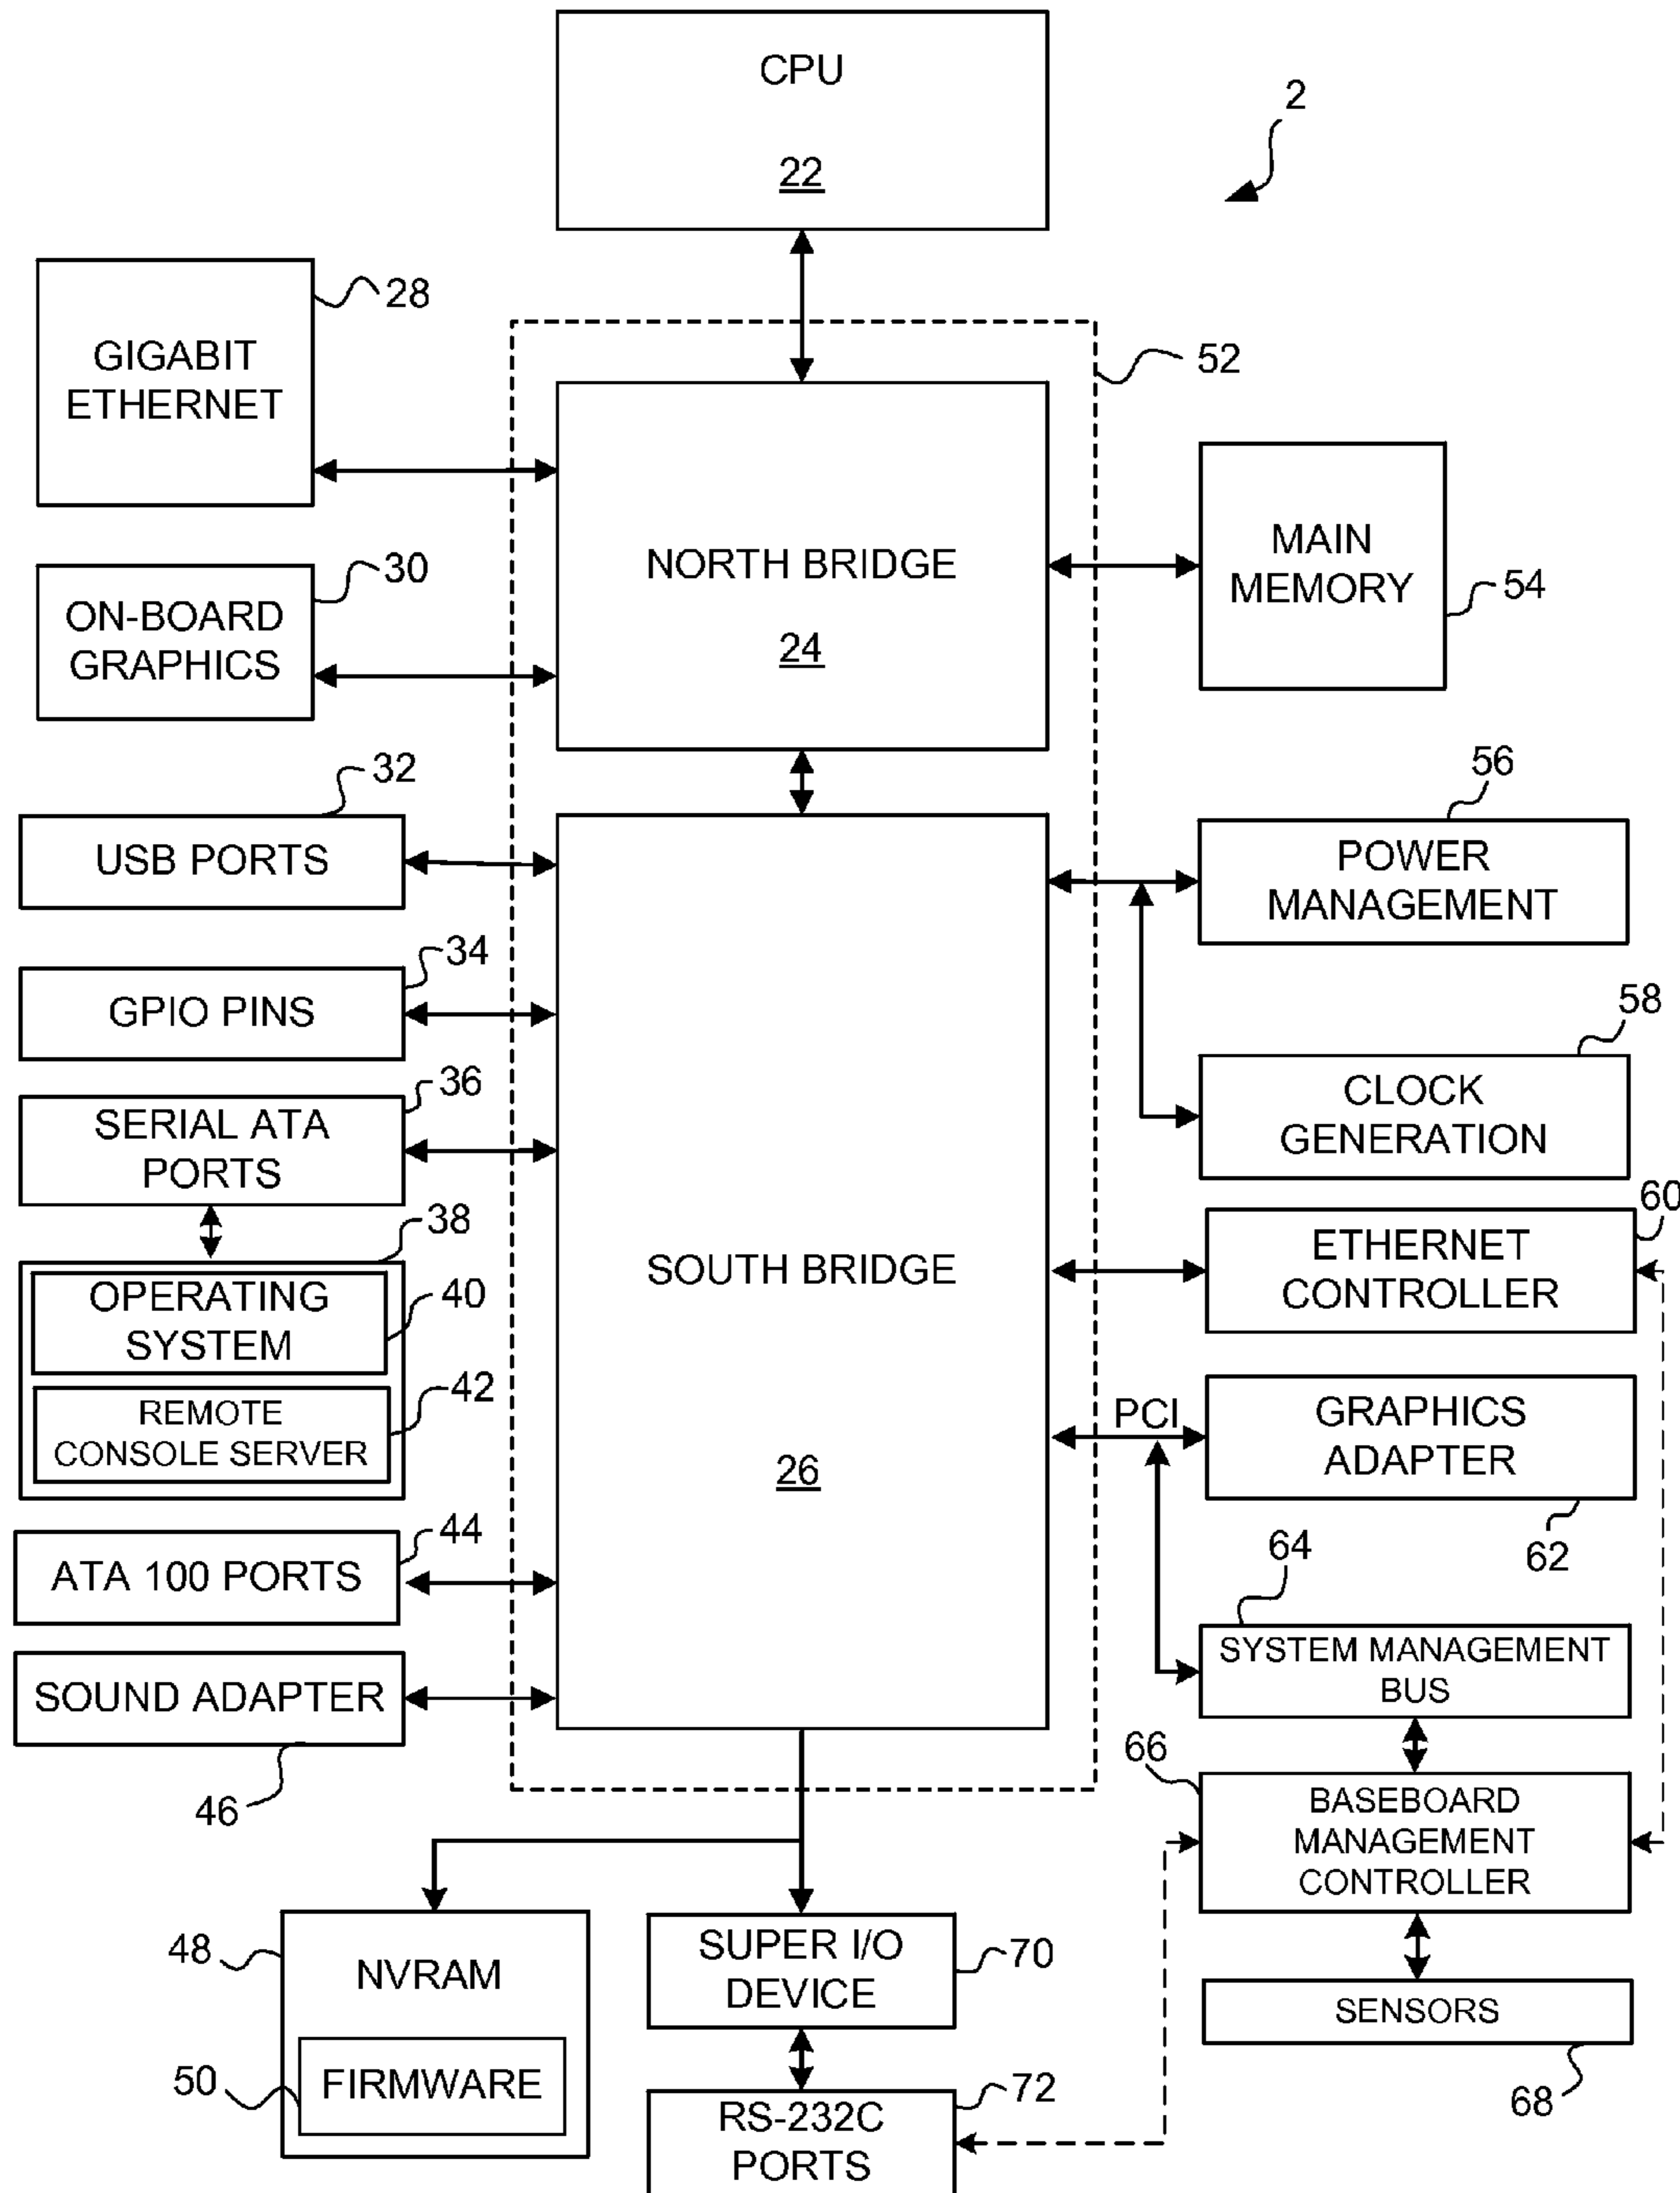 CPU
22
2
28
GIGABIT
ETHERNET
52
NORTH BRIDGE
24
MAIN
MEMORY
54
30
ON-BOARD
GRAPHICS
32
USB PORTS
56
POWER
MANAGEMENT
34
GPIO PINS
58
CLOCK
GENERATION
36
SERIAL ATA
PORTS
38
OPERATING
SYSTEM
40
REMOTE
CONSOLE SERVER
42
SOUTH BRIDGE
26
60
ETHERNET
CONTROLLER
PCI
GRAPHICS
ADAPTER
62
44
ATA 100 PORTS
64
SYSTEM MANAGEMENT
BUS
SOUND ADAPTER
46
66
BASEBOARD
MANAGEMENT
CONTROLLER
48
NVRAM
50
FIRMWARE
SUPER I/O
DEVICE
70
SENSORS
68
RS-232C
PORTS
72